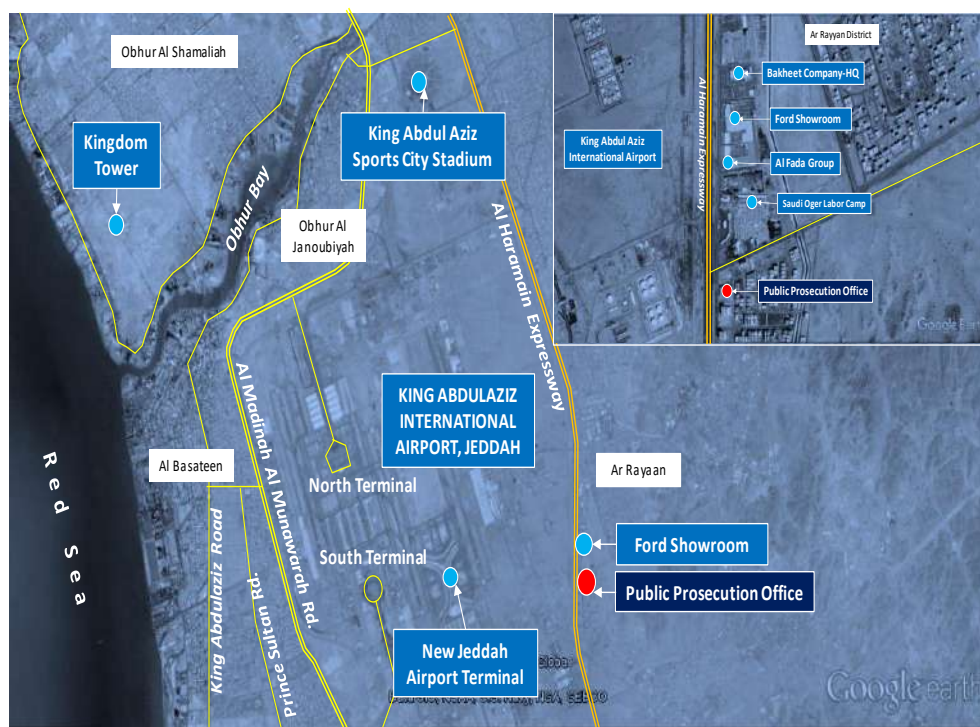 Obhur Al Shamaliah
Kingdom
Tower
Obhur Bay
King Abdul Aziz
Sports City Stadium
Obhur Al
Janoubiyah
Al Haramain Expressway
Ar Rayyan District
Bakheet Company-HQ
Ford Showroom
King Abdul Aziz
International Airport
Al Haramain Expressway
Al Fada Group
Saudi Oger Labor Camp
Public Prosecution Office
Google Earth
KING ABDULAZIZ
INTERNATIONAL
AIRPORT, JEDDAH
Al Madinah Al Munawarah Rd.
Al Basateen
North Terminal
Ar Rayaan
Red Sea
King Abdulaziz Road
Prince Sultan Rd.
South Terminal
Ford Showroom
Public Prosecution Office
New Jeddah
Airport Terminal
Google earth